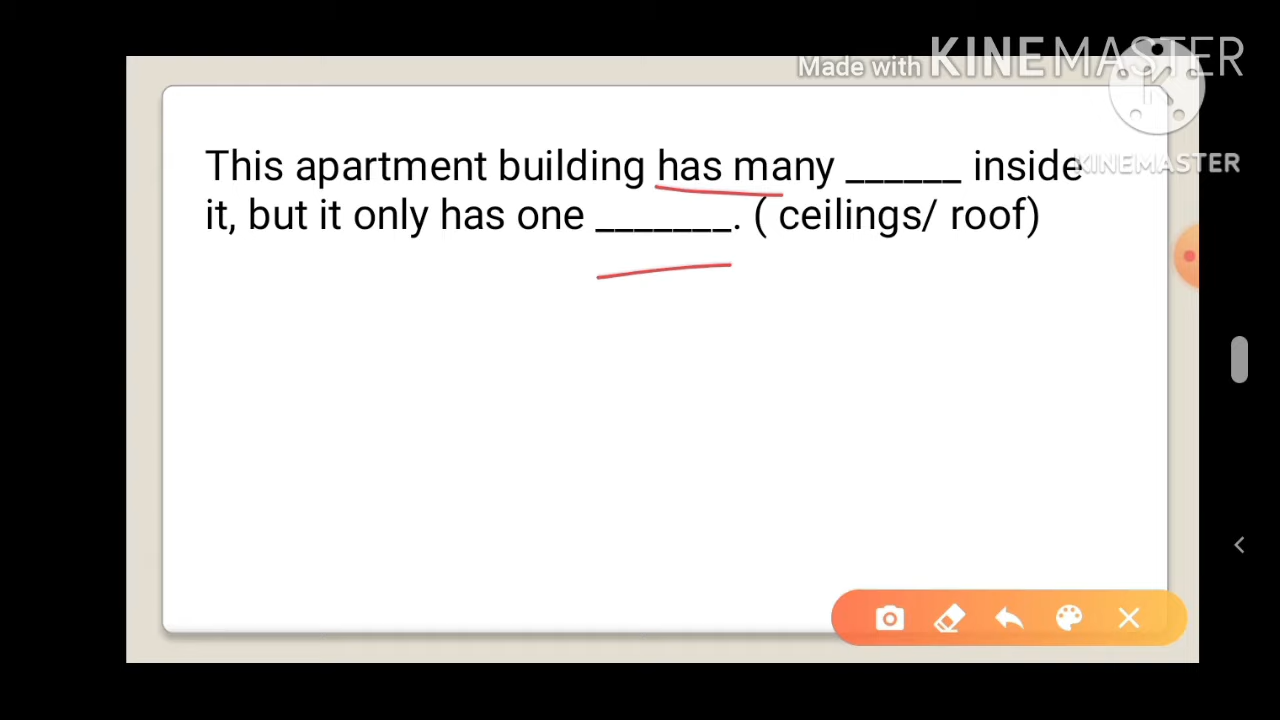 Made with KINEMASTER
KINEMASTER
This apartment building has many ______ inside
it, but it only has one _______. ( ceilings/ roof)